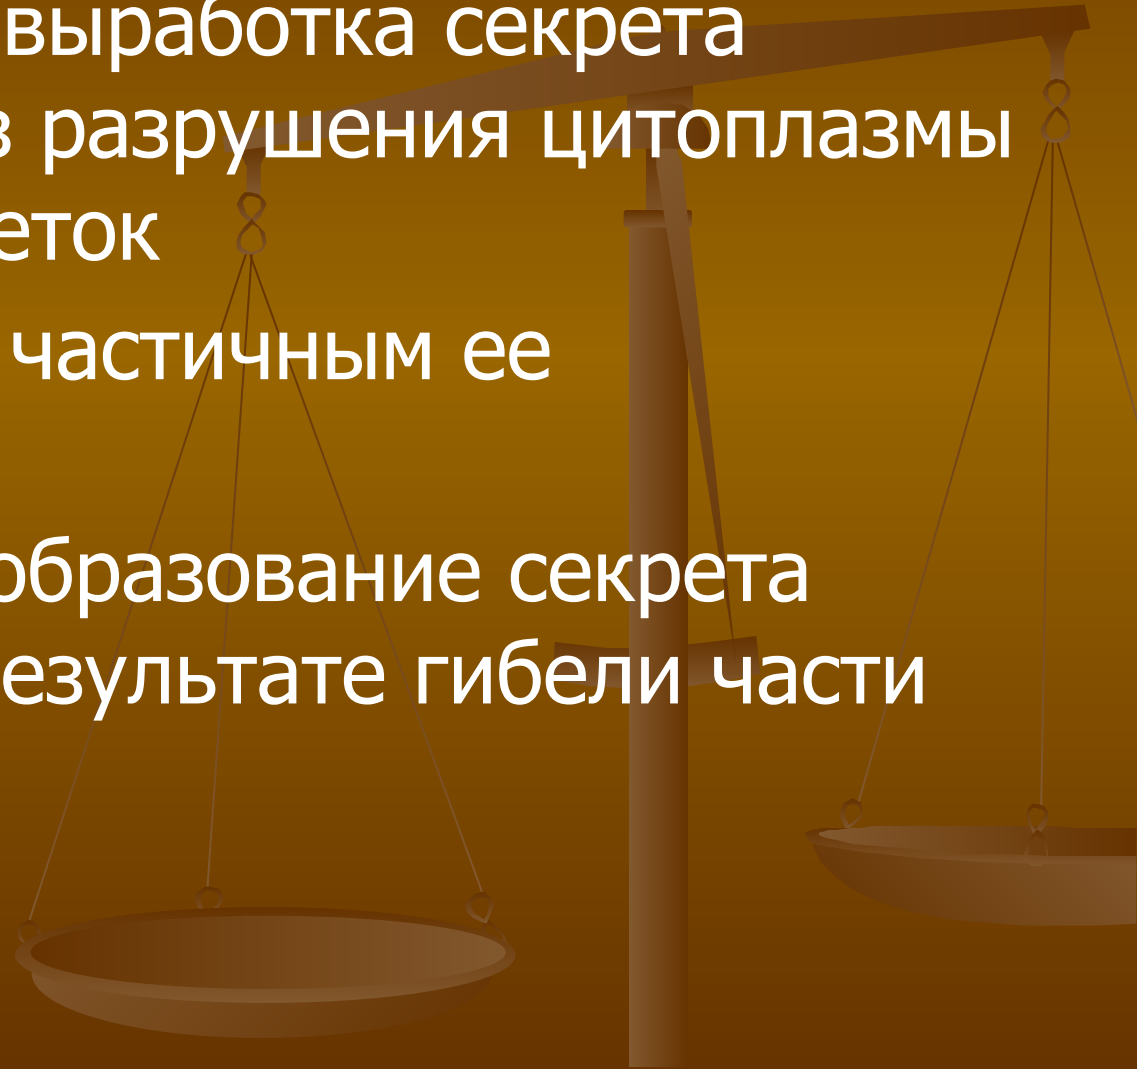 выработка секрета
з разрушения цитоплазмы
еток
частичным ее
образование секрета
езультате гибели части